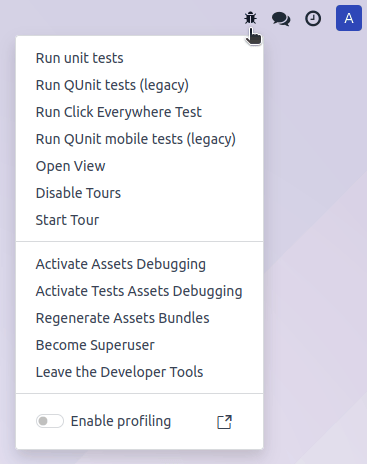 A
Run unit tests
Run QUnit tests (legacy)
Run Click Everywhere Test
Run QUnit mobile tests (legacy)
Open View
Disable Tours
Start Tour
Activate Assets Debugging
Activate Tests Assets Debugging
Regenerate Assets Bundles
Become Superuser
Leave the Developer Tools
Enable profiling